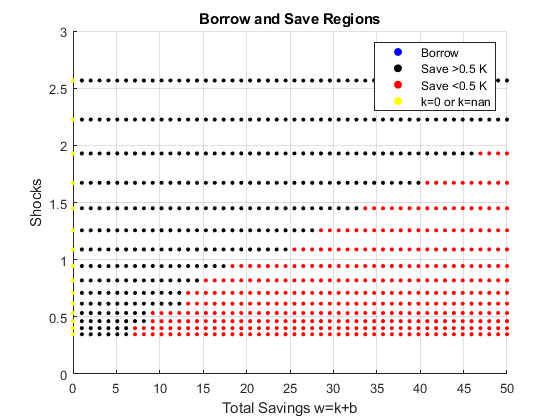 Borrow and Save Regions
3
2.5
2
1.5
1
0.5
0
Shocks
Borrow
Save >0.5 K
Save <0.5 K
k=0 or k=nan
0 5 10 15 20 25 30 35 40 45 50
Total Savings w=k+b